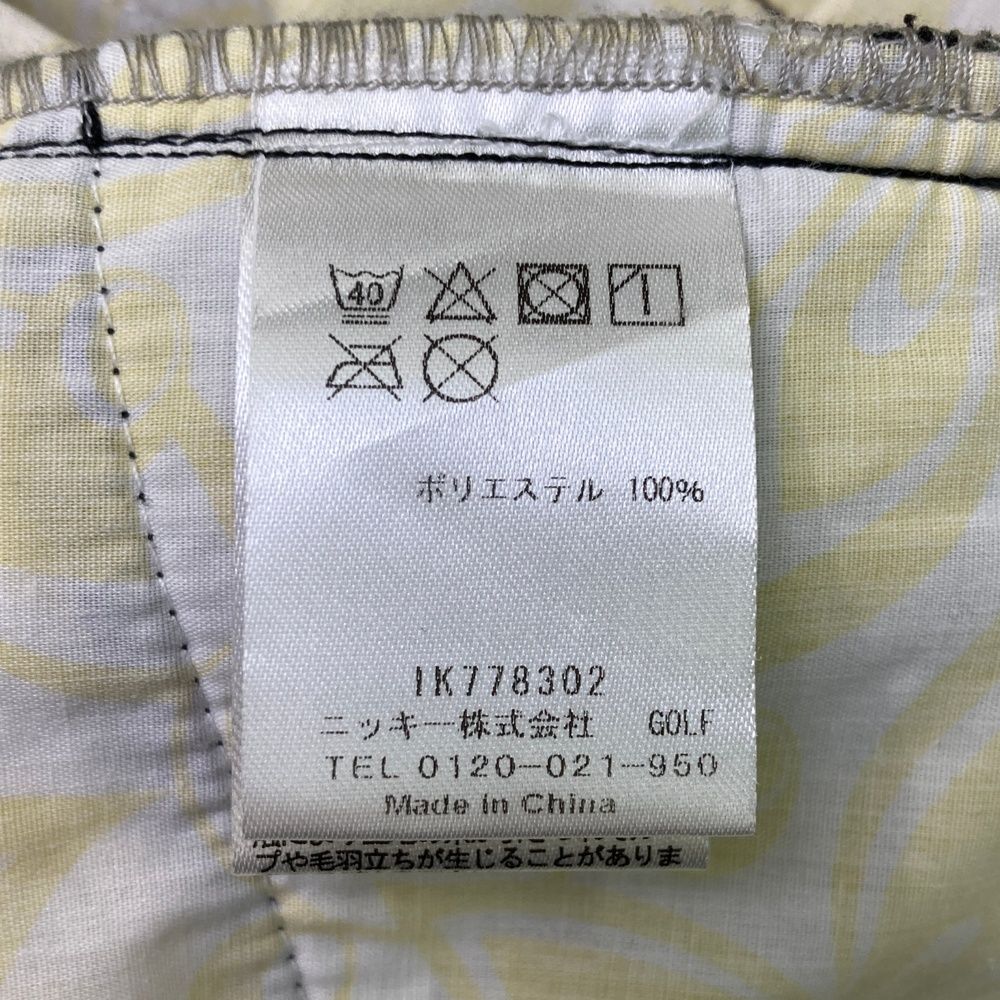 40
ポリエステル 100%
IK778302
ニッキー株式会社 GOLF
TEL 0120-021-950
Made in China
プや毛羽立ちが生じることがありま